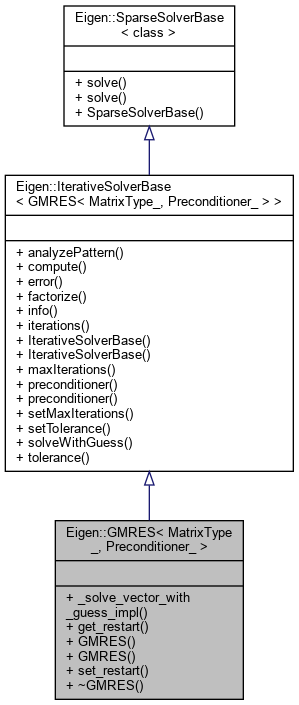 Eigen::SparseSolverBase
< class >
+ solve()
+ solve()
+ SparseSolverBase()
Eigen::IterativeSolverBase
< GMRES< MatrixType_, Preconditioner_ > >
+ analyzePattern()
+ compute()
+ error()
+ factorize()
+ info()
+ iterations()
+ IterativeSolverBase()
+ IterativeSolverBase()
+ maxIterations()
+ preconditioner()
+ preconditioner()
+ setMaxIterations()
+ setTolerance()
+ solveWithGuess()
+ tolerance()
Eigen::GMRES< MatrixType
_, Preconditioner_ >
+ _solve_vector_with
_guess_impl()
+ get_restart()
+ GMRES()
+ GMRES()
+ set_restart()
+ ~GMRES()